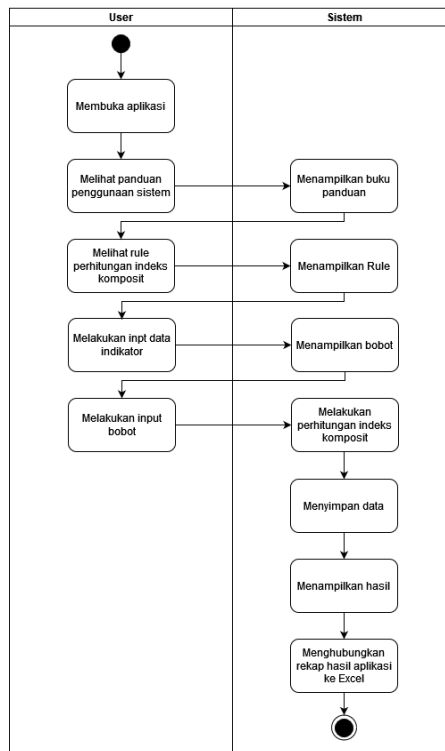 User
Sistem
Membuka aplikasi
Melihat panduan
penggunaan sistem
Menampilkan buku
panduan
Melihat rule
perhitungan indeks
komposit
Menampilkan Rule
Melakukan inpt data
indikator
Menampilkan bobot
Melakukan input
bobot
Melakukan
perhitungan indeks
komposit
Menyimpan data
Menampilkan hasil
Menghubungkan
rekap hasil aplikasi
ke Excel